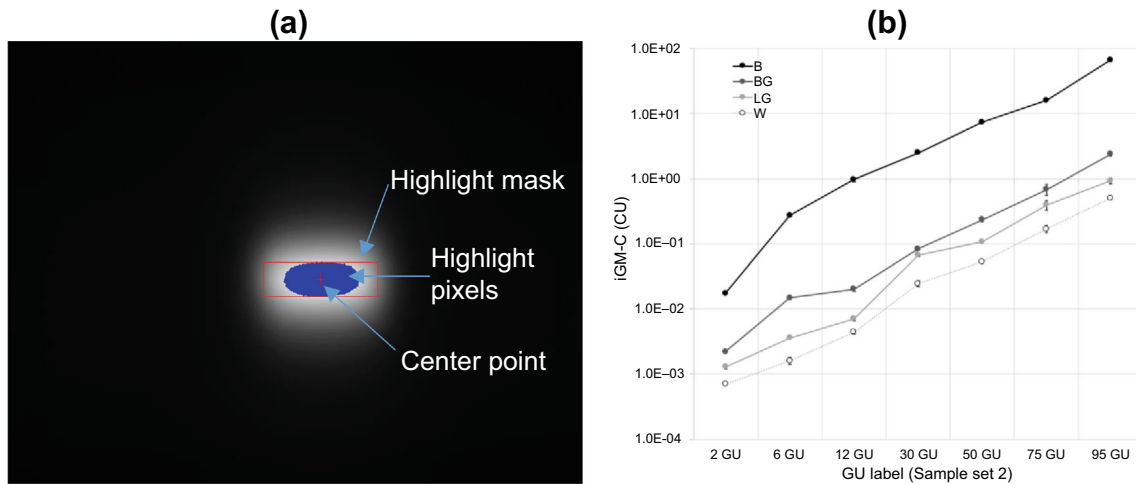 (a)
Highlight mask
Highlight
pixels
Center point
(b)
1.0E+02
1.0E+01
1.0E+00
1.0E–01
1.0E–02
1.0E–03
1.0E–04
iGM-C (CU)
B
BG
LG
W
2 GU 6 GU 12 GU 30 GU 50 GU 75 GU 95 GU
GU label (Sample set 2)